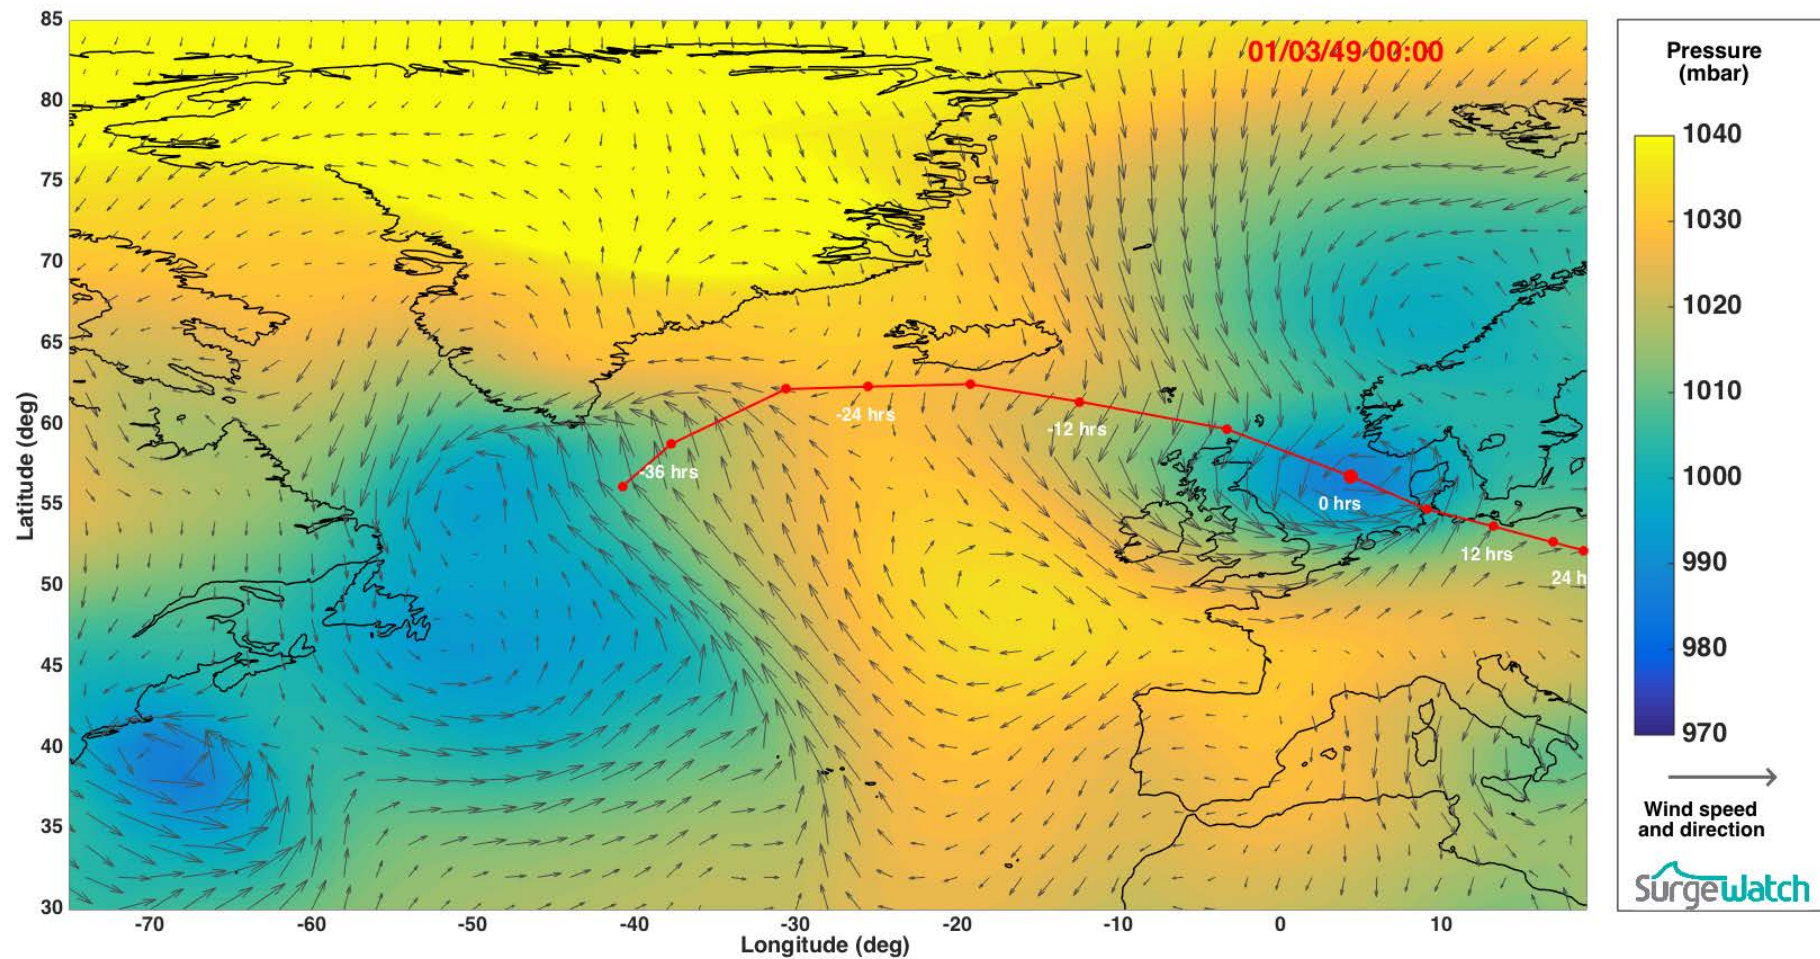 01/03/49 00:00
85
80
75
70
65
60
55
50
45
40
35
30
Latitude (deg)
-70
-60
-50
-40
-30
-20
-10
0
10
Longitude (deg)
-36 hrs
-24 hrs
-12 hrs
0 hrs
12 hrs
24 h
Pressure
(mbar)
1040
1030
1020
1010
1000
990
980
970
Wind speed
and direction
SurgeWatch